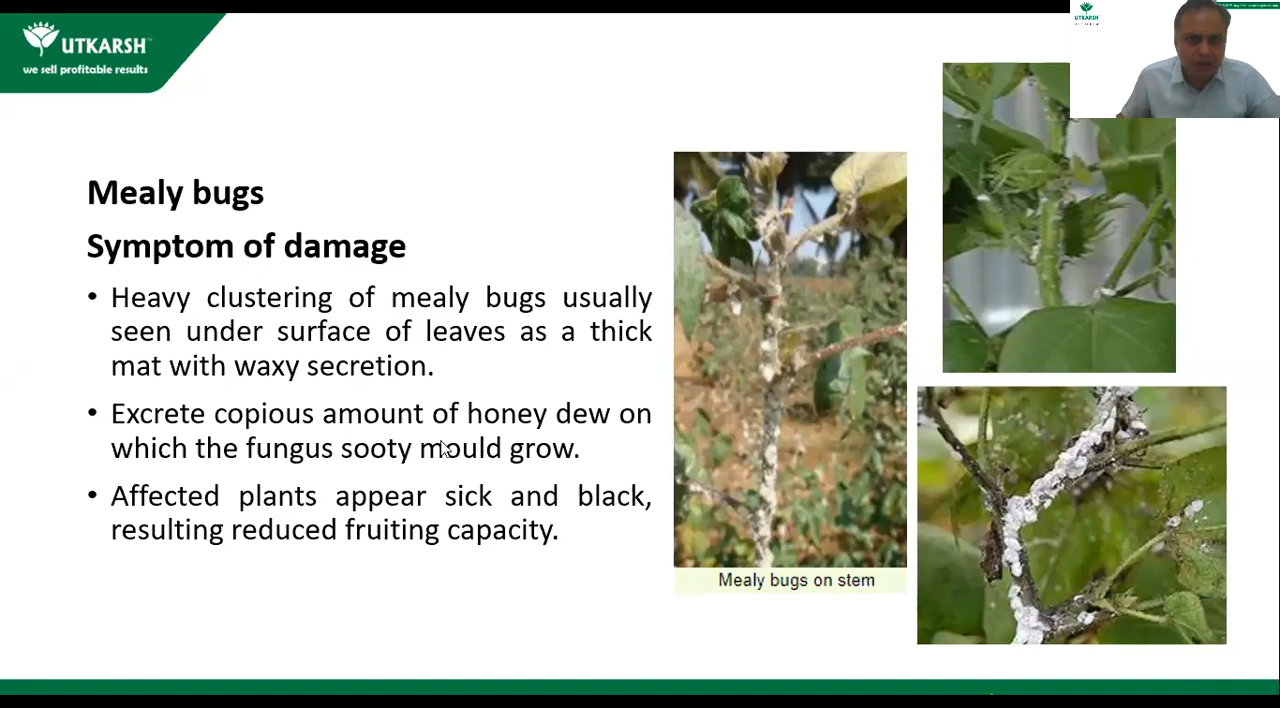 UTKARSH
we sell profitable results
UTKARSH
Mealy bugs
Symptom of damage
• Heavy clustering of mealy bugs usually
seen under surface of leaves as a thick
mat with waxy secretion.
• Excrete copious amount of honey dew on
which the fungus sooty mould grow.
• Affected plants appear sick and black,
resulting reduced fruiting capacity.
Mealy bugs on stem